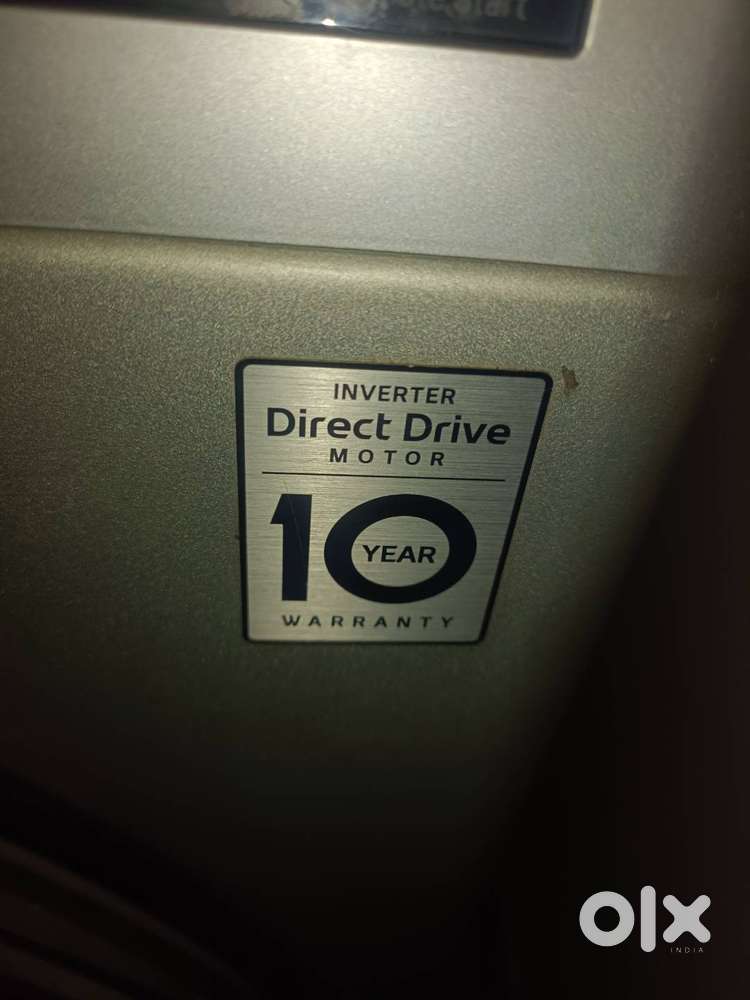 INVERTER
Direct Drive
MOTOR
10
YEAR
WARRANTY
olx
INDIA